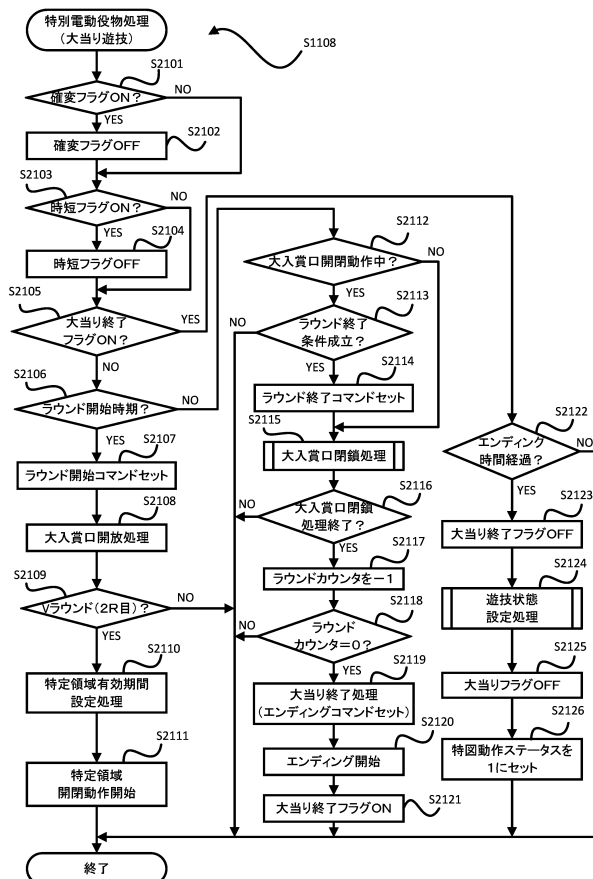 特別電動役物処理
(大当り遊技)
S1108
S2101
確変フラグON?
NO
YES
S2102
確変フラグOFF
S2103
時短フラグON?
NO
YES
S2104
時短フラグOFF
S2105
大当り終了
フラグON?
YES
NO
S2106
ラウンド開始時期?
NO
YES
S2107
ラウンド開始コマンドセット
S2108
大入賞口開放処理
S2109
Vラウンド(2R目)?
NO
YES
S2110
特定領域有効期間
設定処理
S2111
特定領域
開閉動作開始
終了
S2112
大入賞口開閉動作中?
NO
YES
S2113
ラウンド終了
条件成立?
NO
YES
S2114
ラウンド終了コマンドセット
S2115
大入賞口閉鎖処理
S2116
大入賞口閉鎖
処理終了?
NO
YES
S2117
ラウンドカウンタを-1
S2118
ラウンド
カウンタ=0?
NO
YES
S2119
大当り終了処理
(エンディングコマンドセット)
S2120
エンディング開始
S2121
大当り終了フラグON
S2122
エンディング
時間経過?
NO
YES
S2123
大当り終了フラグOFF
S2124
遊技状態
設定処理
S2125
大当りフラグOFF
S2126
特図動作ステータスを
1にセット